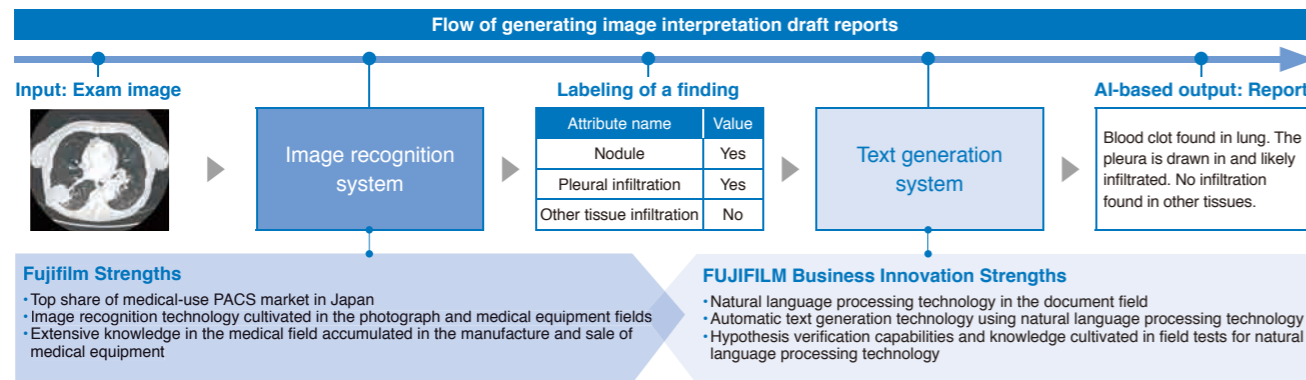 Flow of generating image interpretation draft reports
Input: Exam image
Image recognition
system
Labeling of a finding
Attribute name Value
Nodule Yes
Pleural infiltration Yes
Other tissue infiltration No
Text generation
system
AI-based output: Report
Blood clot found in lung. The
pleura is drawn in and likely
infiltrated. No infiltration
found in other tissues.
Fujifilm Strengths
・Top share of medical-use PACS market in Japan
・Image recognition technology cultivated in the photograph and medical equipment fields
・Extensive knowledge in the medical field accumulated in the manufacture and sale of
medical equipment
FUJIFILM Business Innovation Strengths
・Natural language processing technology in the document field
・Automatic text generation technology using natural language processing technology
・Hypothesis verification capabilities and knowledge cultivated in field tests for natural
language processing technology